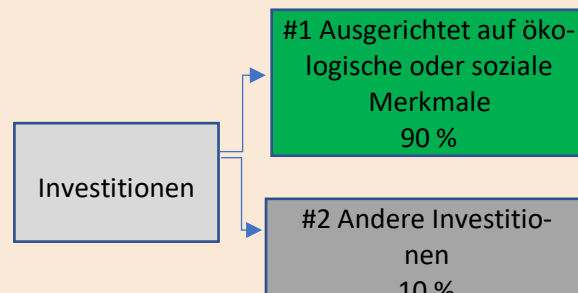 #1 Ausgerichtet auf öko-
logische oder soziale
Merkmale
90 %
Investitionen
#2 Andere Investitio-
nen
10 %